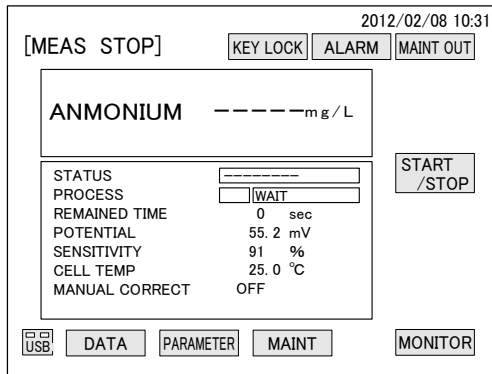 2012/02/08 10:31
[MEAS STOP] KEY LOCK ALARM MAINT OUT
ANMONIUM -----mg/L
START
/STOP
STATUS --------
PROCESS WAIT
REMAINED TIME 0 sec
POTENTIAL 55.2 mV
SENSITIVITY 91 %
CELL TEMP 25.0 ℃
MANUAL CORRECT OFF
USB DATA PARAMETER MAINT MONITOR